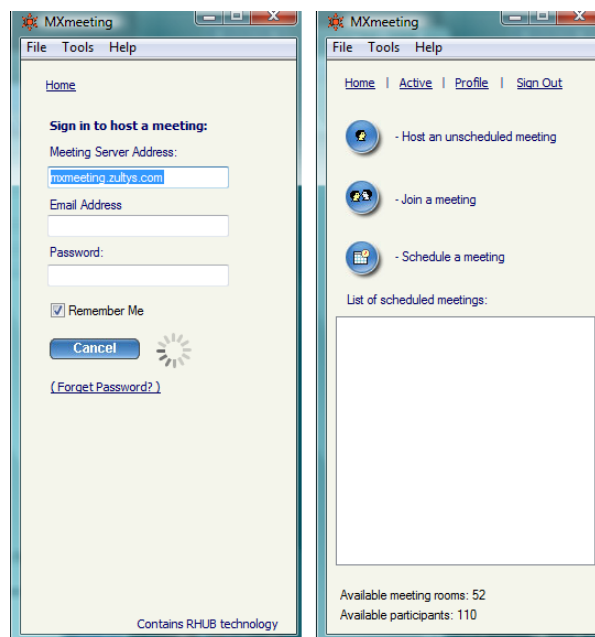 MXmeeting
File Tools Help
Home
Sign in to host a meeting:
Meeting Server Address:
mxmeeting.zultys.com
Email Address
Password:
Remember Me
Cancel
( Forget Password? )
Contains RHUB technology
MXmeeting
File Tools Help
Home | Active | Profile | Sign Out
- Host an unscheduled meeting
- Join a meeting
- Schedule a meeting
List of scheduled meetings:
Available meeting rooms: 52
Available participants: 110